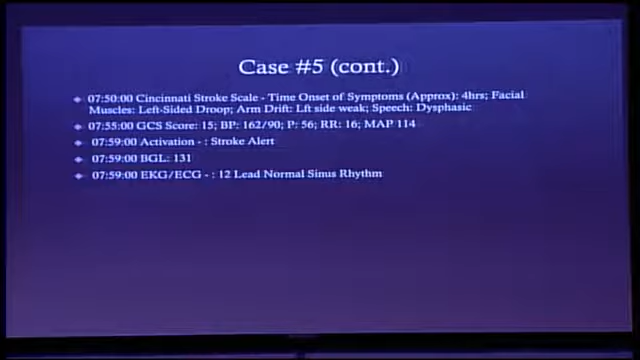 Case #5 (cont.)
07:50:00 Cincinnati Stroke Scale - Time Onset of Symptoms (Approx): 4hrs; Facial
Muscles: Left-Sided Droop; Arm Drift: Lft side weak; Speech: Dysphasic
07:55:00 GCS Score: 15; BP: 162/90; P: 56; RR: 16; MAP 114
07:59:00 Activation - : Stroke Alert
07:59:00 BGL: 131
07:59:00 EKG/ECG - : 12 Lead Normal Sinus Rhythm